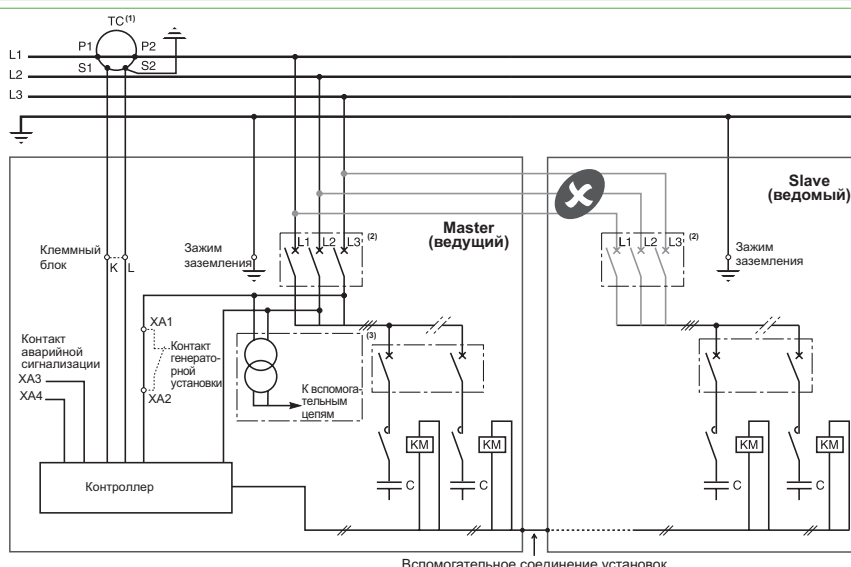 TC(1)
P1
P2
L1
S1
S2
L2
L3
Slave
(ведомый)
Master
(ведущий)
L1
L2
L3 (2)
L1
L2
L3 (2)
Клеммный
блок
K
L
Зажим
заземления
Зажим
заземления
XA1
Контакт
генерато-
рной
установки
XA2
Контакт
аварийной
сигнализации
XA3
XA4
(3)
К вспомога-
тельным
цепям
KM
KM
KM
KM
C
C
C
C
Контроллер
Вспомогательное соединение установок